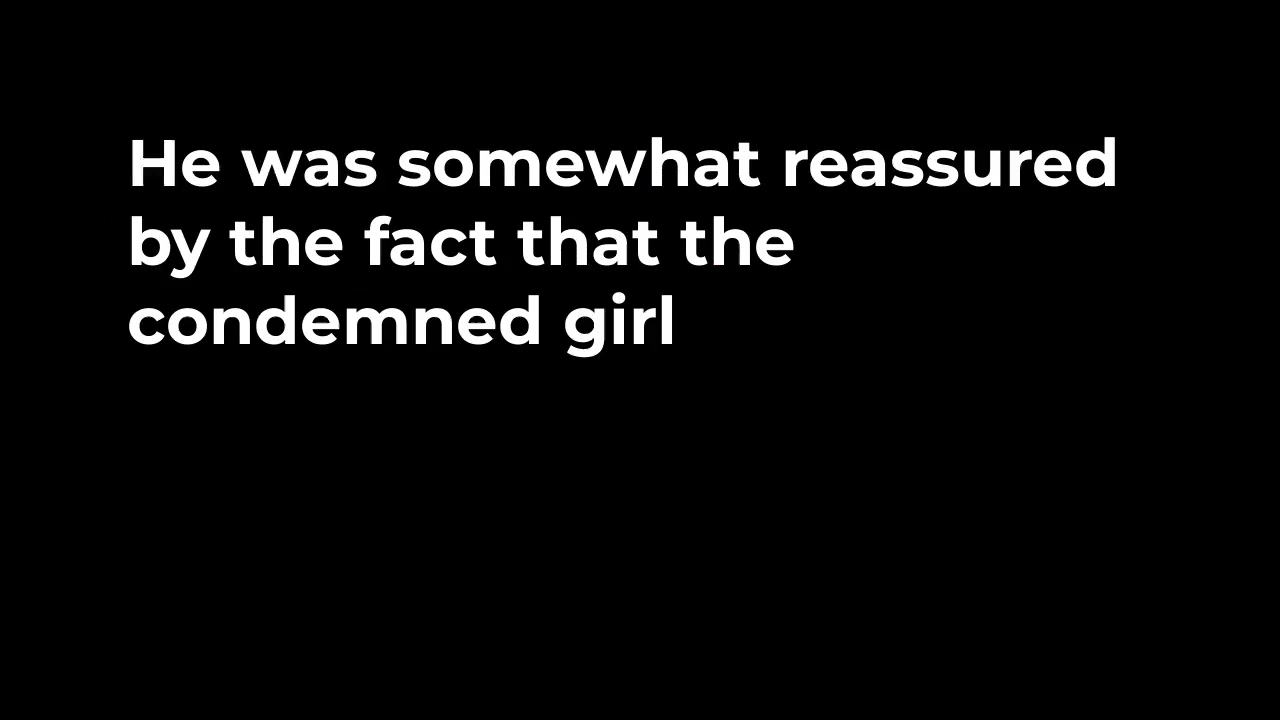 He was somewhat reassured
by the fact that the
condemned girl